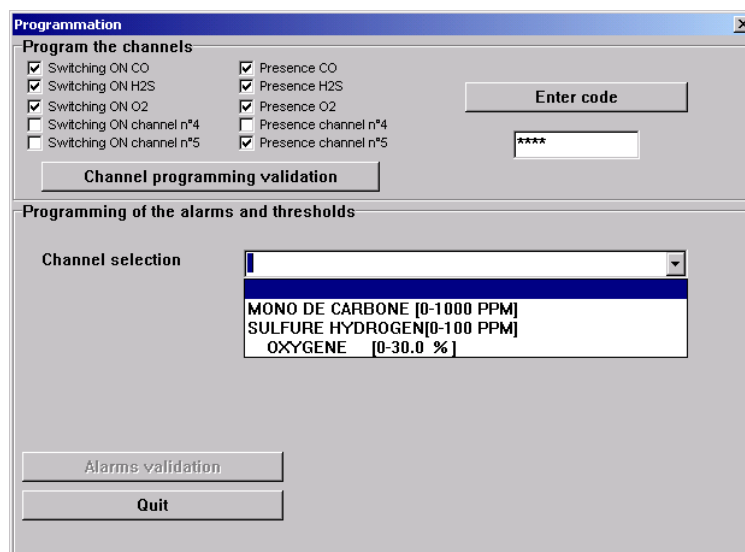 Programmation
Program the channels
Switching ON CO
Presence CO
Switching ON H2S
Presence H2S
Switching ON O2
Presence O2
Switching ON channel n°4
Presence channel n°4
Switching ON channel n°5
Presence channel n°5
Enter code
****
Channel programming validation
Programming of the alarms and thresholds
Channel selection
MONO DE CARBONE [0-1000 PPM]
SULFURE HYDROGEN[0-100 PPM]
OXYGENE [0-30.0 % ]
Alarms validation
Quit